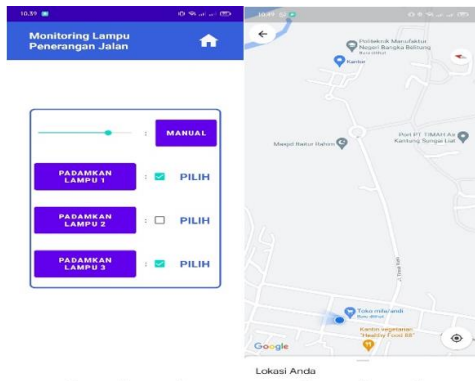 10.39
Monitoring Lampu
Penerangan Jalan
: MANUAL
PADAMKAN
LAMPU 1
: PILIH
PADAMKAN
LAMPU 2
: PILIH
PADAMKAN
LAMPU 3
: PILIH
10.39
Politeknik Manufaktur
Negeri Bangka Belitung
Kantor
Masjid Baitur Rahim
Port PT. TIMAH
Kantung Sungai Liat
Toko
Kantin vegetarian
"Healthy Food 88"
Google
Lokasi Anda